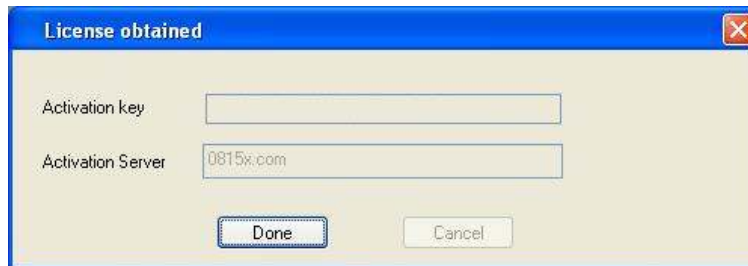 License obtained
Activation key
Activation Server 0815x.com
Done Cancel